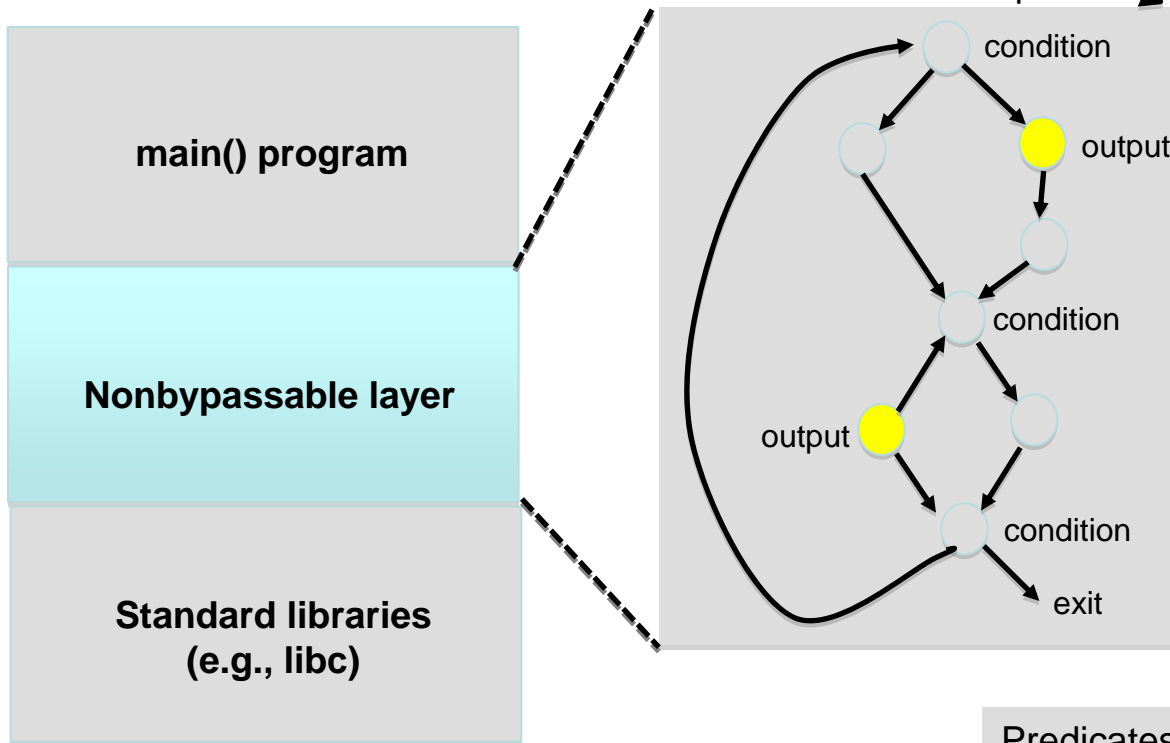 main() program
Nonbypassable layer
Standard libraries
(e.g., libc)
condition
output
condition
output
condition
exit
Predicates